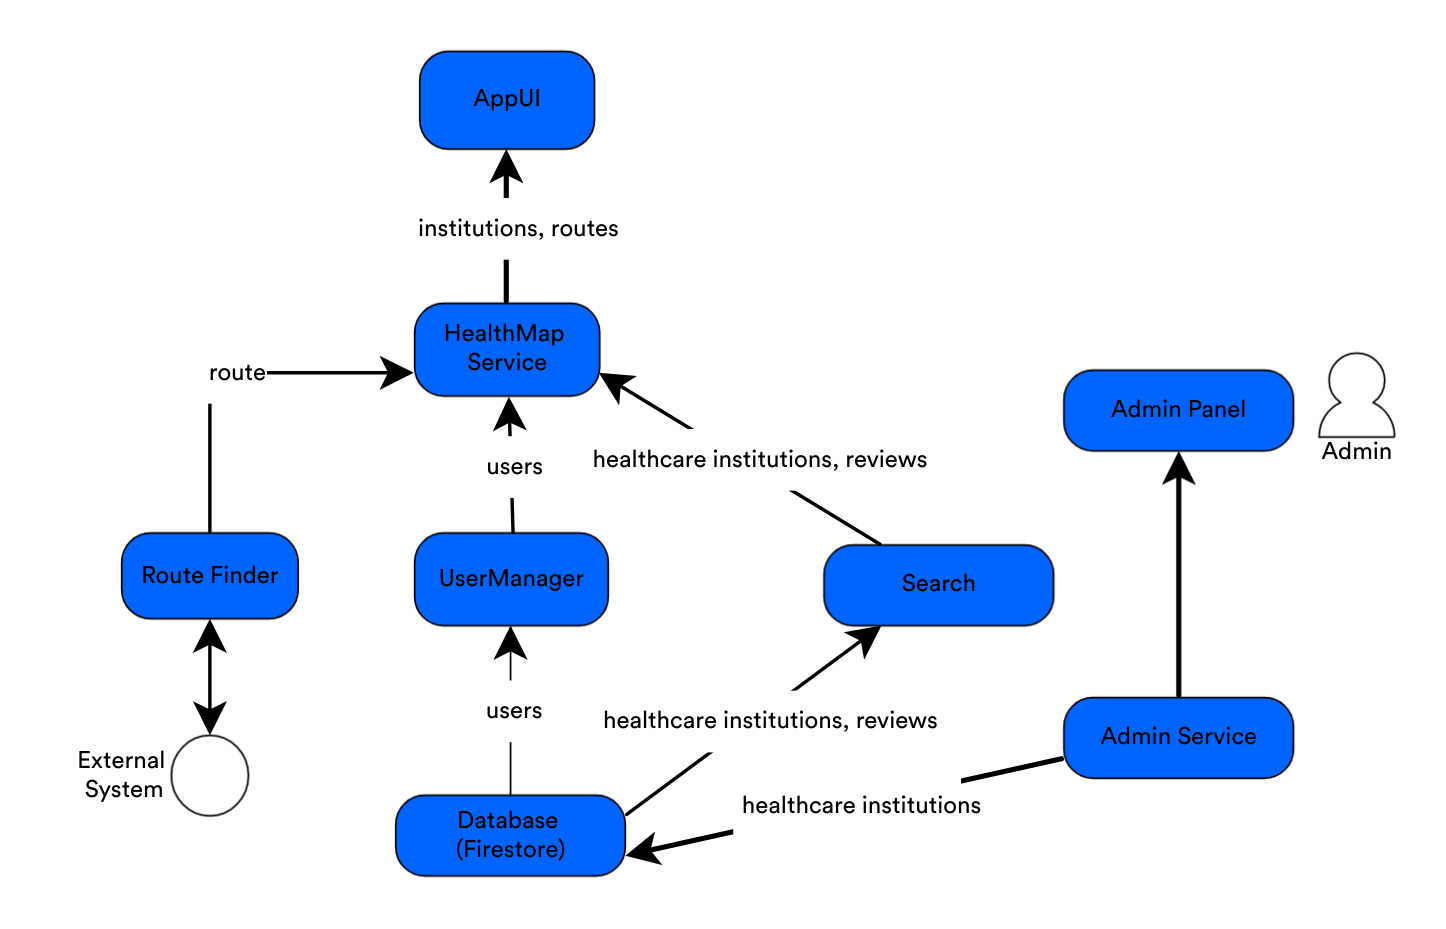 AppUI
institutions, routes
HealthMap
Service
route
Admin Panel
Admin
users
healthcare institutions, reviews
Route Finder
UserManager
Search
users
healthcare institutions, reviews
Admin Service
External
System
healthcare institutions
Database
(Firestore)